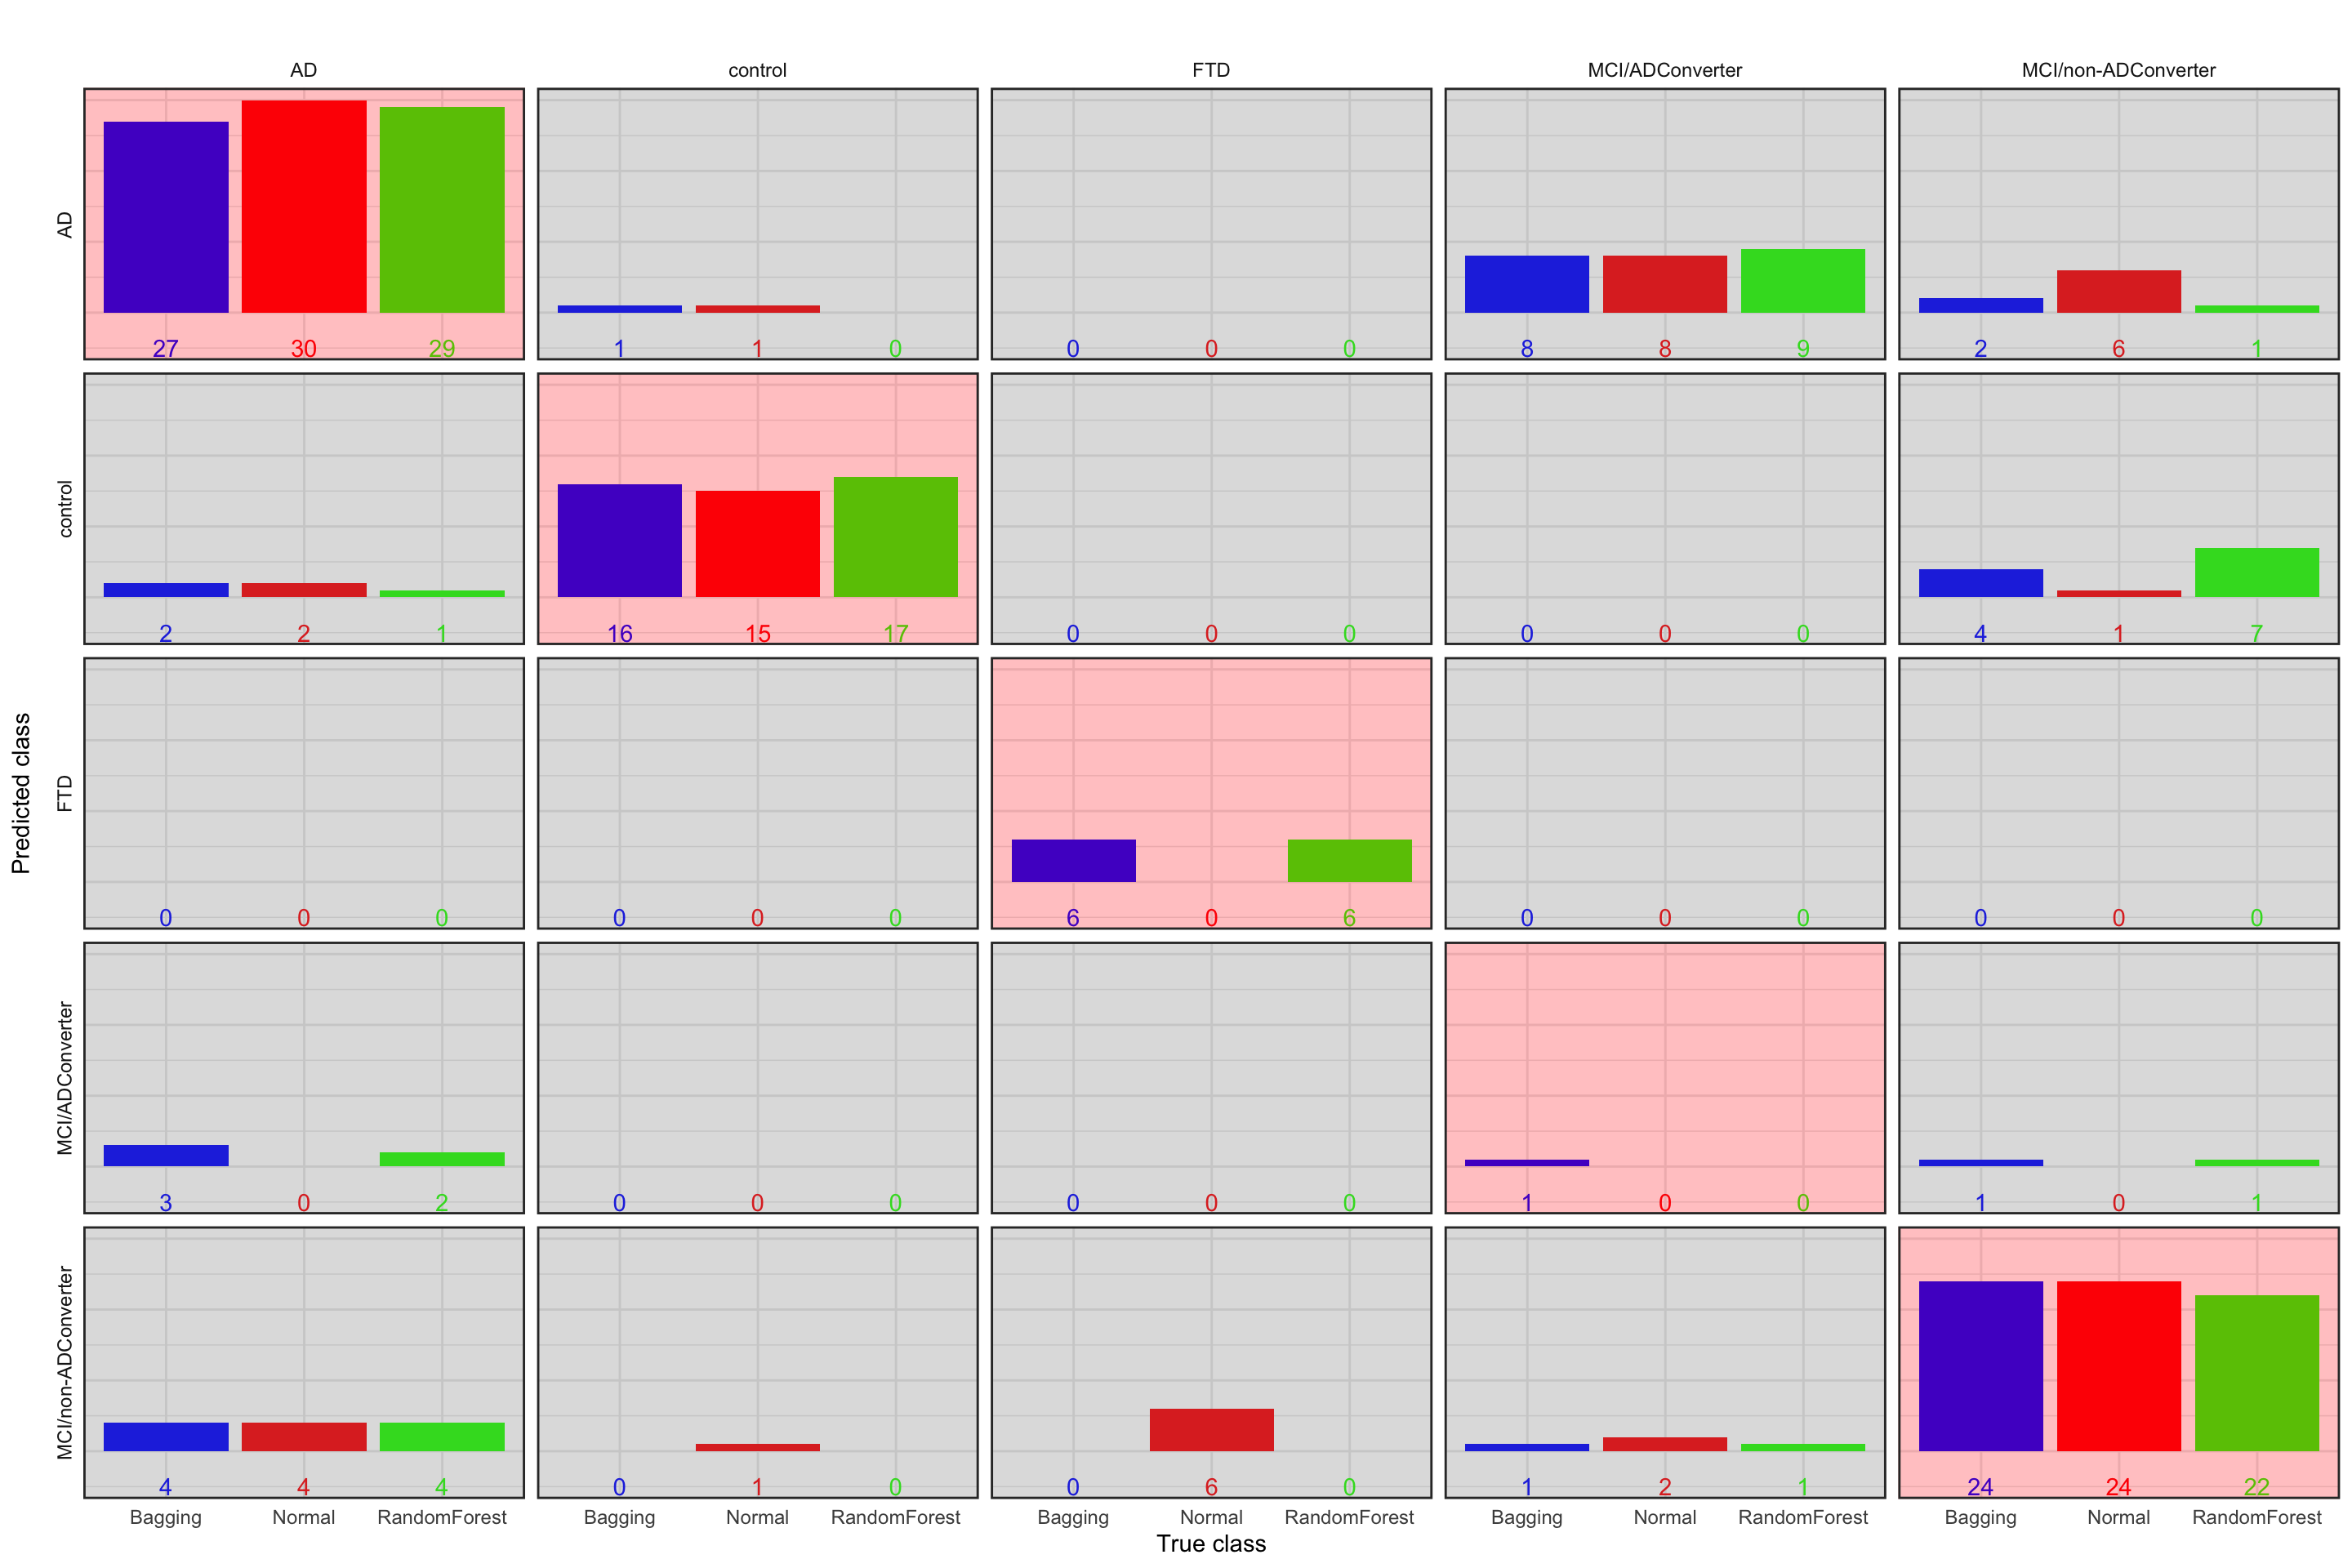 AD control FTD MCI/ADConverter MCI/non-ADConverter
AD
27 30 29 1 1 0 0 0 0 8 8 9 2 6 1
control
2 2 1 16 15 17 0 0 0 0 0 0 4 1 7
Predicted class
FTD
0 0 0 0 0 0 6 0 6 0 0 0 0 0 0
MCI/ADConverter
3 0 2 0 0 0 0 0 0 1 0 0 1 0 1
MCI/non-ADConverter
4 4 4 0 1 0 0 6 0 1 2 1 24 24 22
Bagging Normal RandomForest Bagging Normal RandomForest Bagging Normal RandomForest Bagging Normal RandomForest Bagging Normal RandomForest
True class